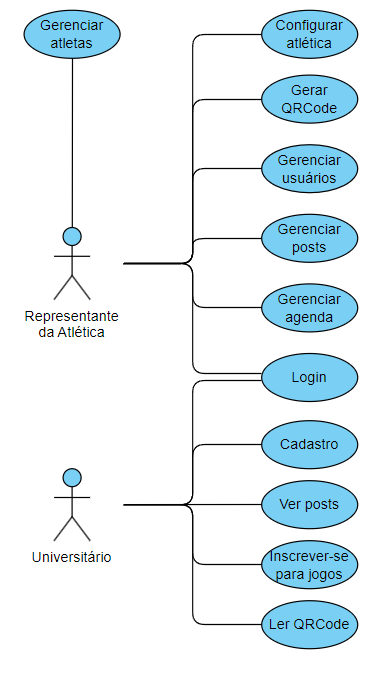 Gerenciar
atletas
Configurar
atlética
Gerar
QRCode
Gerenciar
usuários
Gerenciar
posts
Representante
da Atlética
Gerenciar
agenda
Login
Cadastro
Universitário
Ver posts
Inscrever-se
para jogos
Ler QRCode